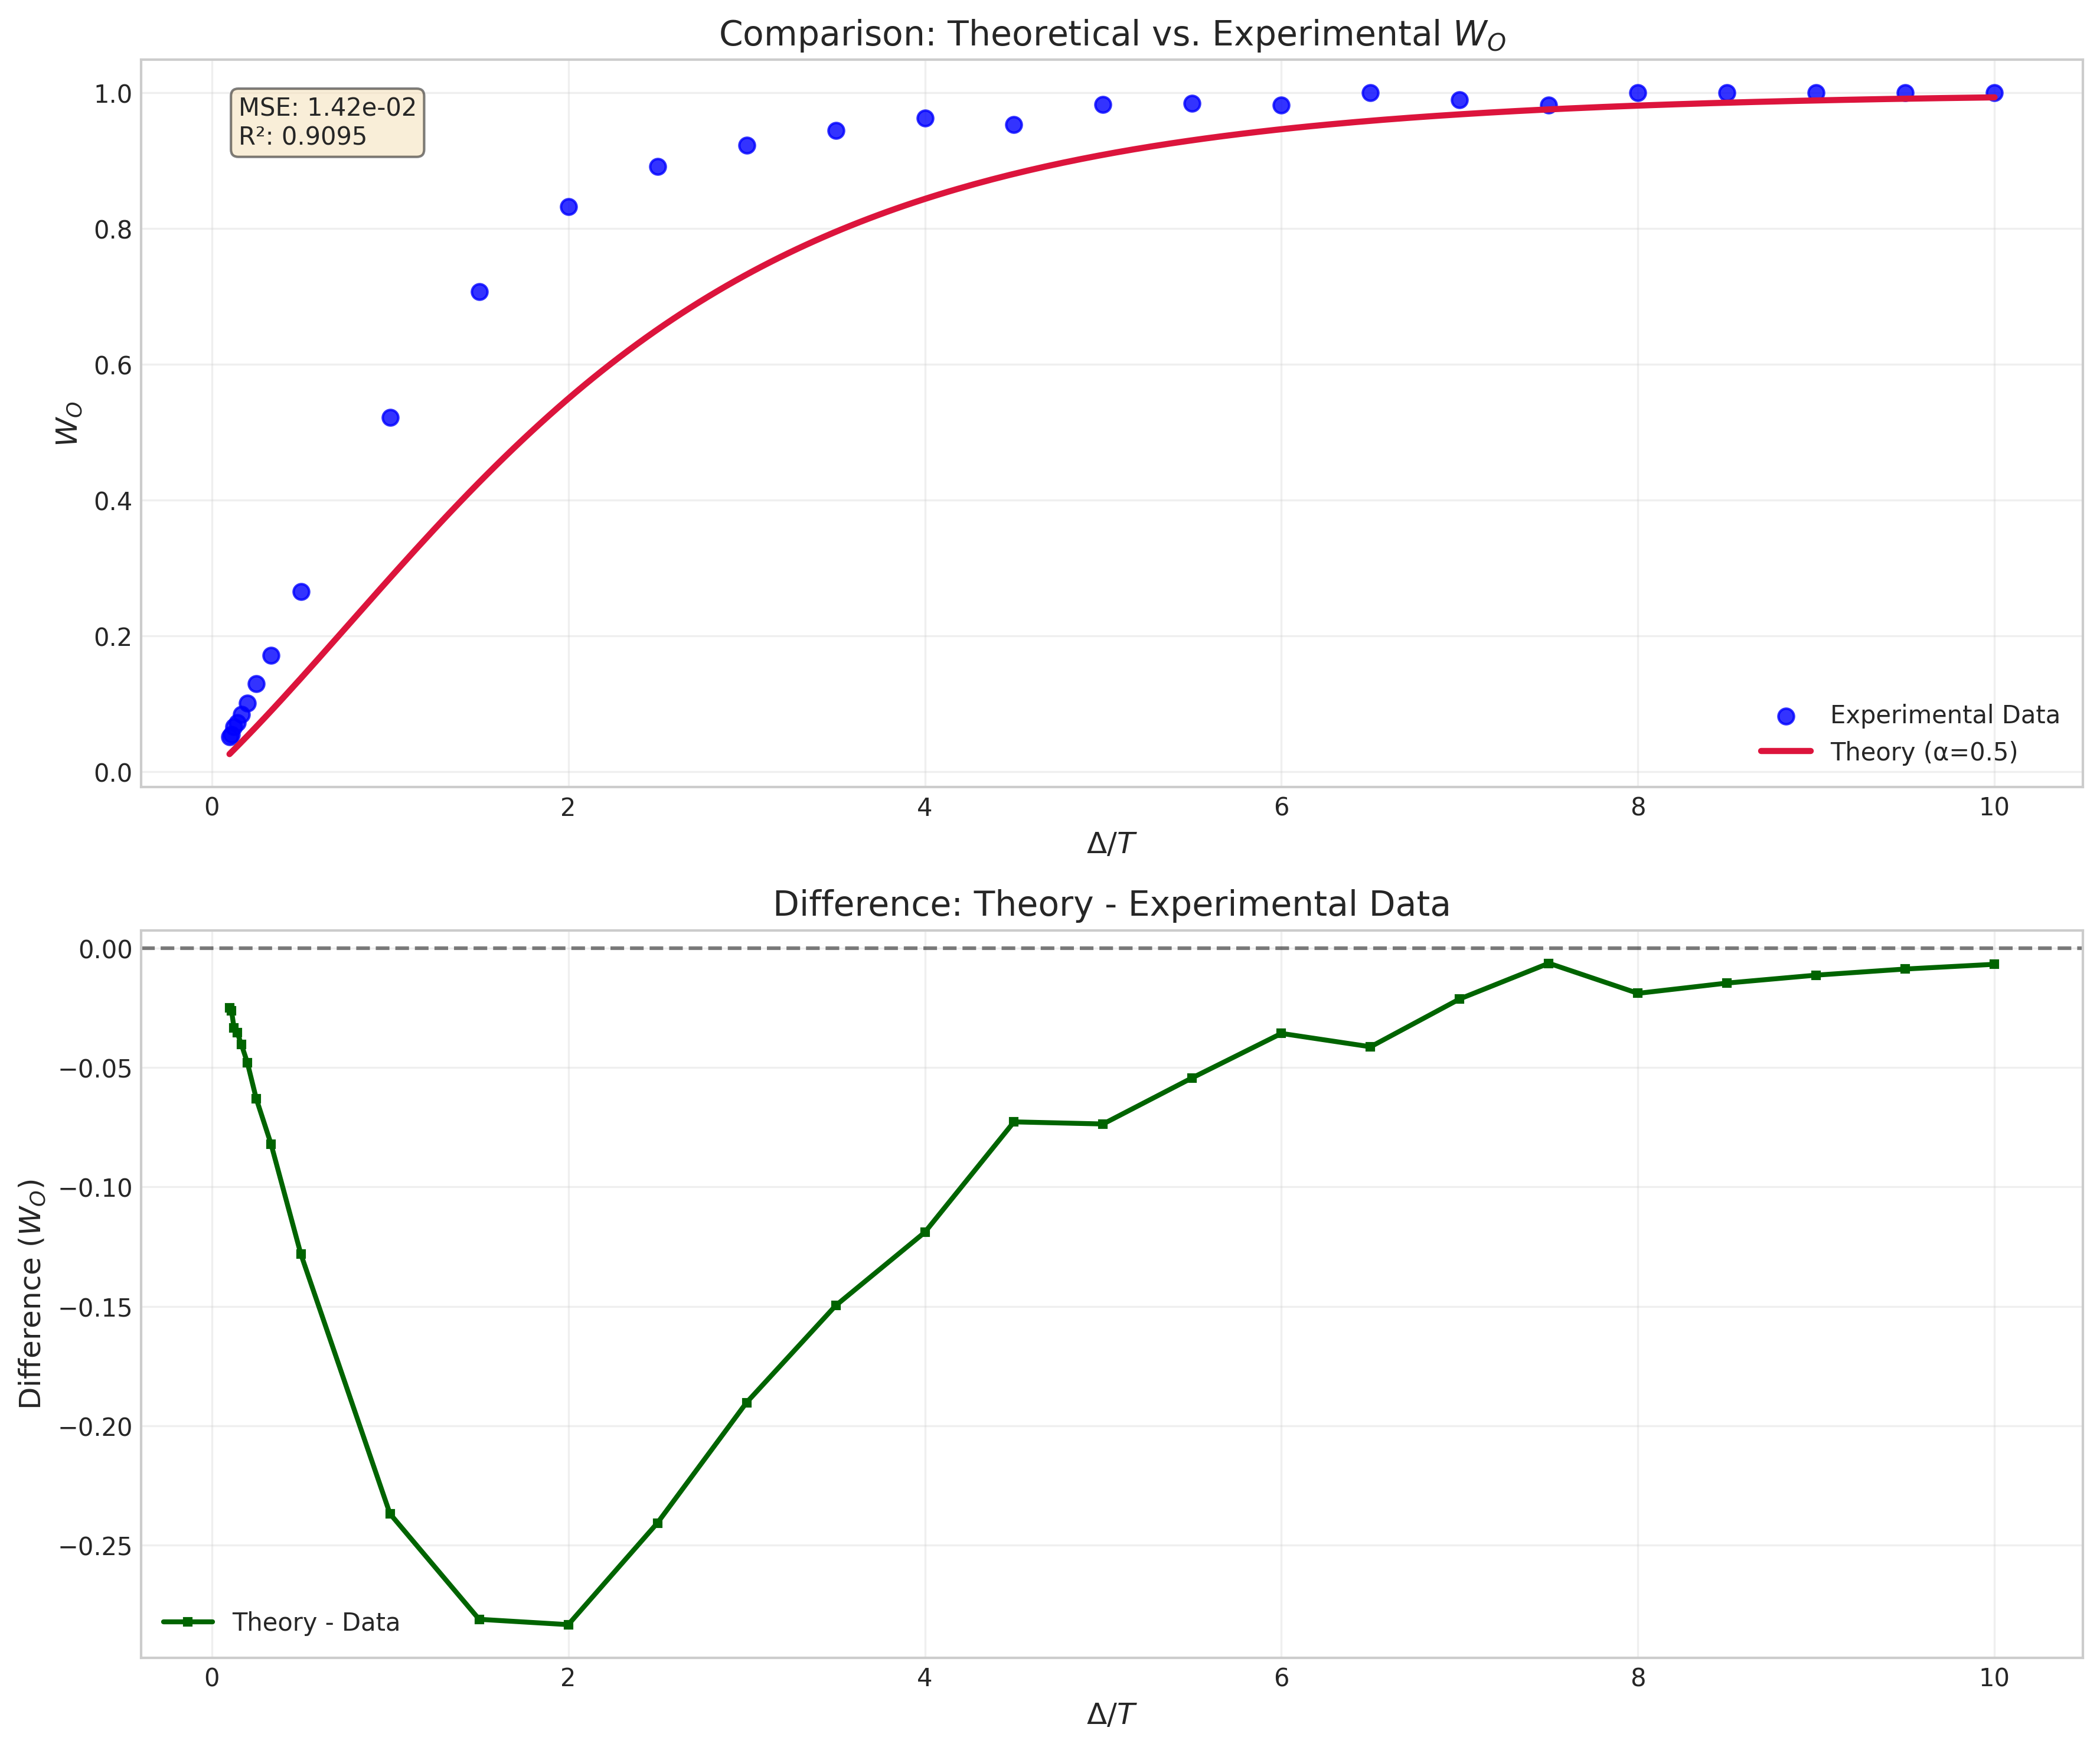 Comparison: Theoretical vs. Experimental W_O
MSE: 1.42e-02
R²: 0.9095
1.0
0.8
0.6
0.4
0.2
0.0
W_O
Experimental Data
Theory (α=0.5)
0 2 4 6 8 10
Δ/T
Difference: Theory - Experimental Data
0.00
−0.05
−0.10
−0.15
−0.20
−0.25
Difference (W_O)
Theory - Data
0 2 4 6 8 10
Δ/T